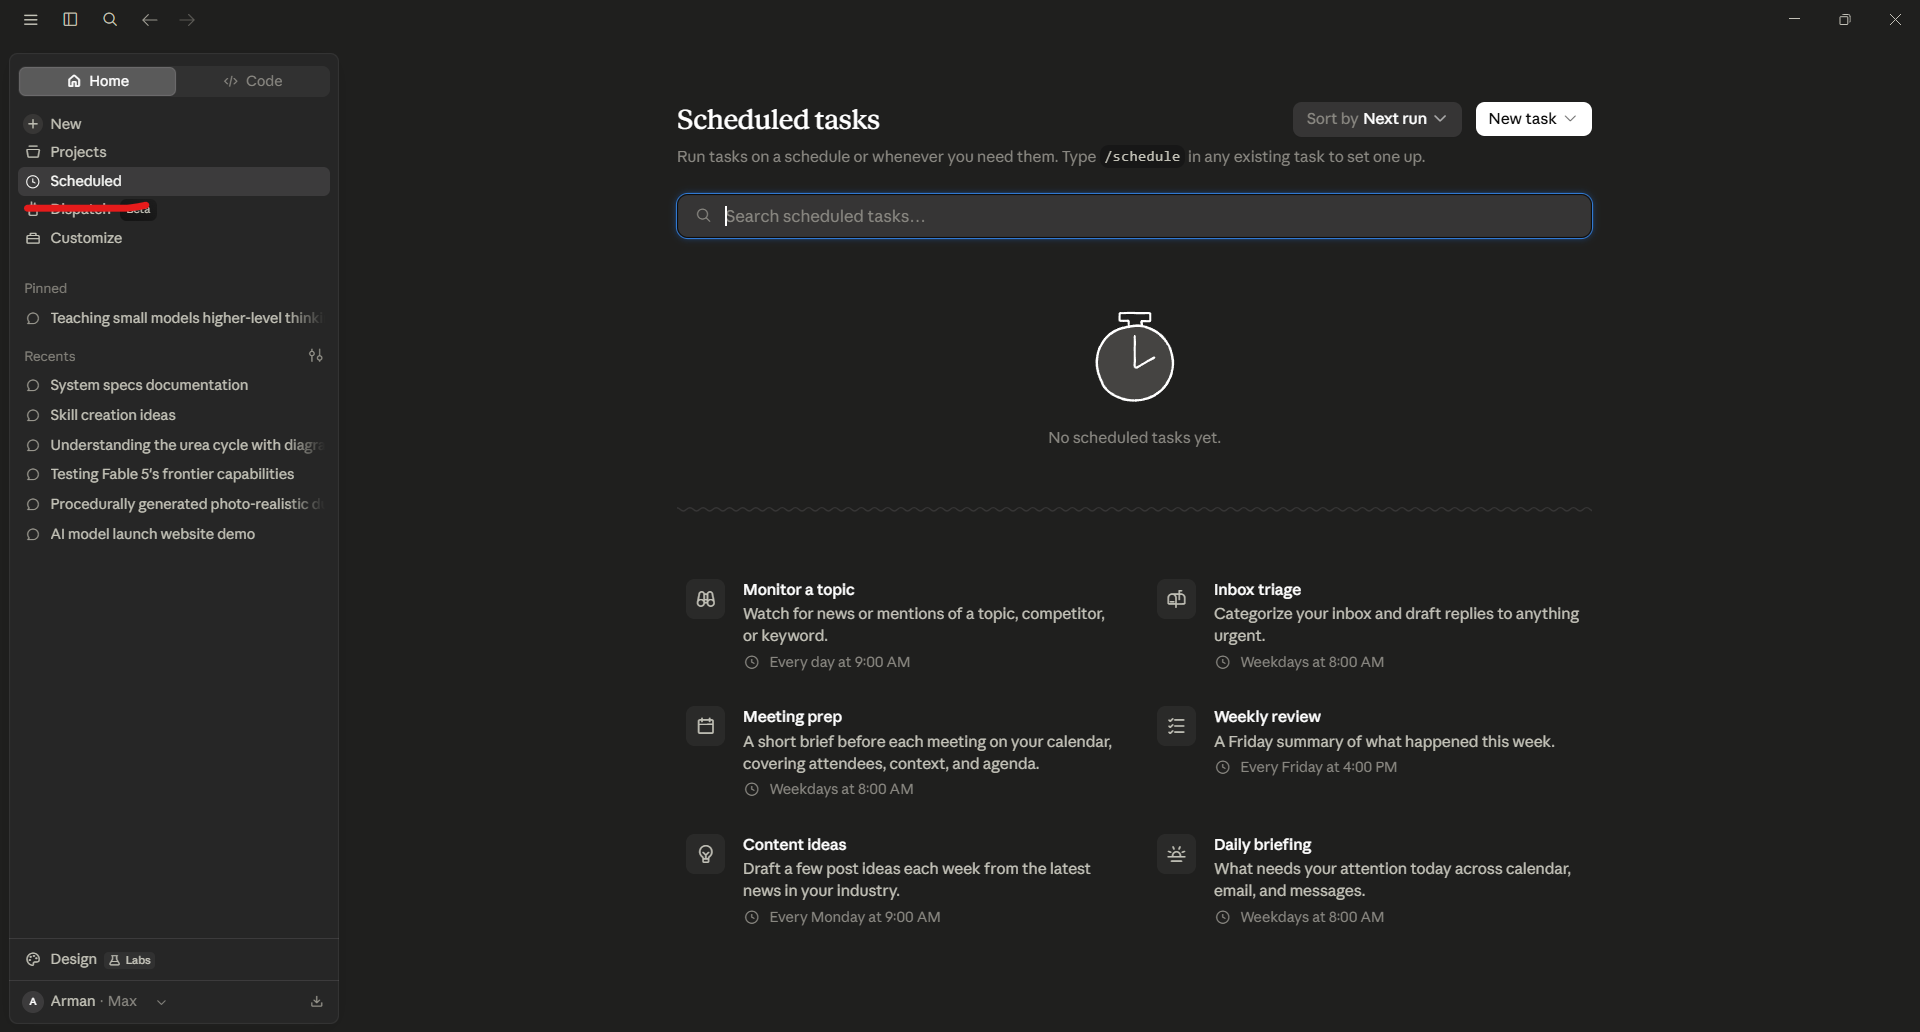 Home
Code
New
Projects
Scheduled
Dispatch Beta
Customize
Pinned
Teaching small models higher-level think
Recents
System specs documentation
Skill creation ideas
Understanding the urea cycle with diagra
Testing Fable 5's frontier capabilities
Procedurally generated photo-realistic d
AI model launch website demo
Design Labs
A Arman · Max
Scheduled tasks
Sort by Next run
New task
Run tasks on a schedule or whenever you need them. Type /schedule in any existing task to set one up.
Search scheduled tasks...
No scheduled tasks yet.
Monitor a topic
Watch for news or mentions of a topic, competitor,
or keyword.
Every day at 9:00 AM
Inbox triage
Categorize your inbox and draft replies to anything
urgent.
Weekdays at 8:00 AM
Meeting prep
A short brief before each meeting on your calendar,
covering attendees, context, and agenda.
Weekdays at 8:00 AM
Weekly review
A Friday summary of what happened this week.
Every Friday at 4:00 PM
Content ideas
Draft a few post ideas each week from the latest
news in your industry.
Every Monday at 9:00 AM
Daily briefing
What needs your attention today across calendar,
email, and messages.
Weekdays at 8:00 AM